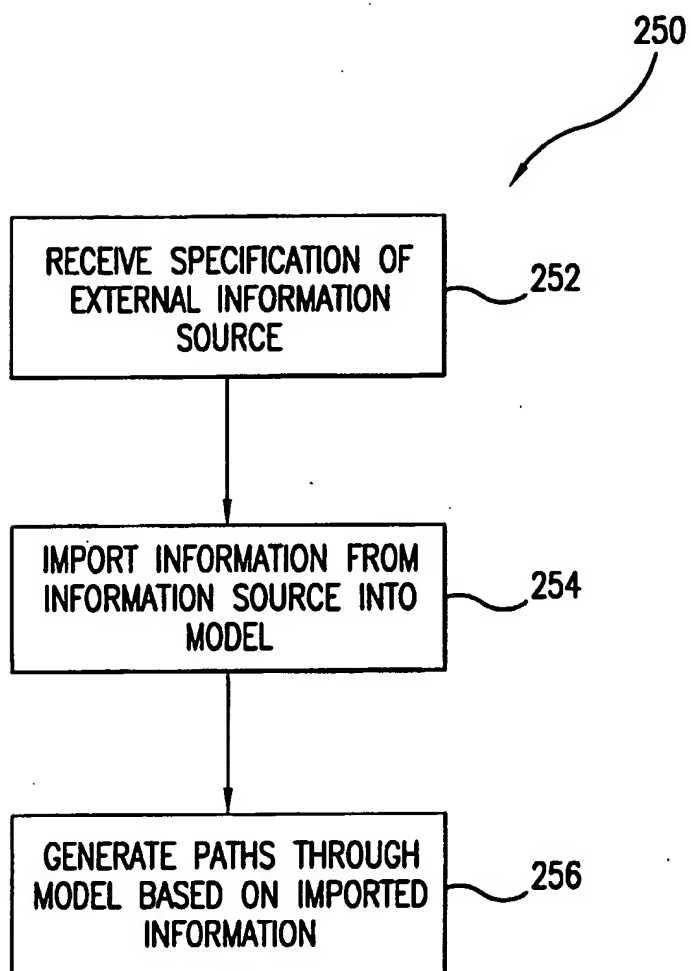 250
RECEIVE SPECIFICATION OF
EXTERNAL INFORMATION
SOURCE
252
IMPORT INFORMATION FROM
INFORMATION SOURCE INTO
MODEL
254
GENERATE PATHS THROUGH
MODEL BASED ON IMPORTED
INFORMATION
256